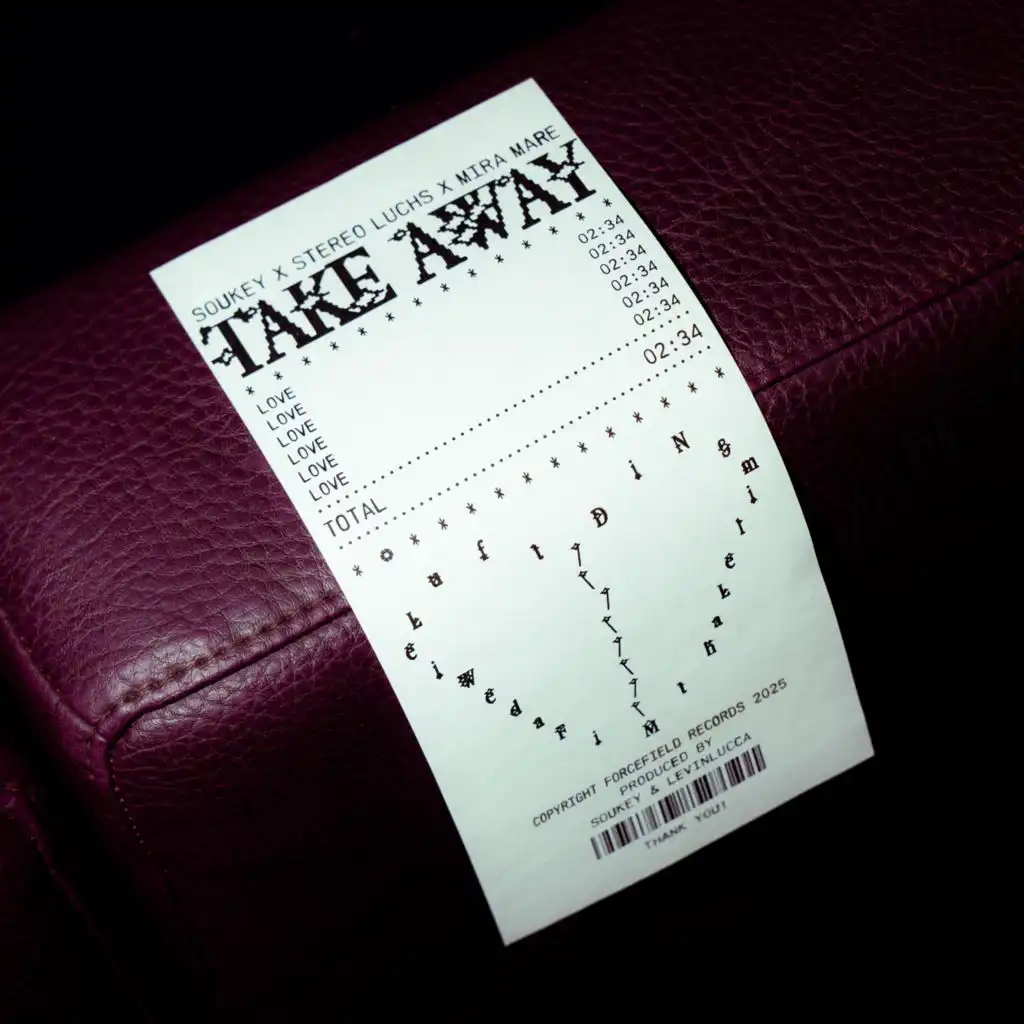 SOUKEY X STEREO LUCHS X MIRA MARE
TAKE AWAY
LOVE 02:34
LOVE 02:34
LOVE 02:34
LOVE 02:34
LOVE 02:34
LOVE 02:34
TOTAL 02:34
COPYRIGHT FORCEFIELD RECORDS 2025
PRODUCED BY
SOUKEY & LEVINLUCCA
THANK YOU!